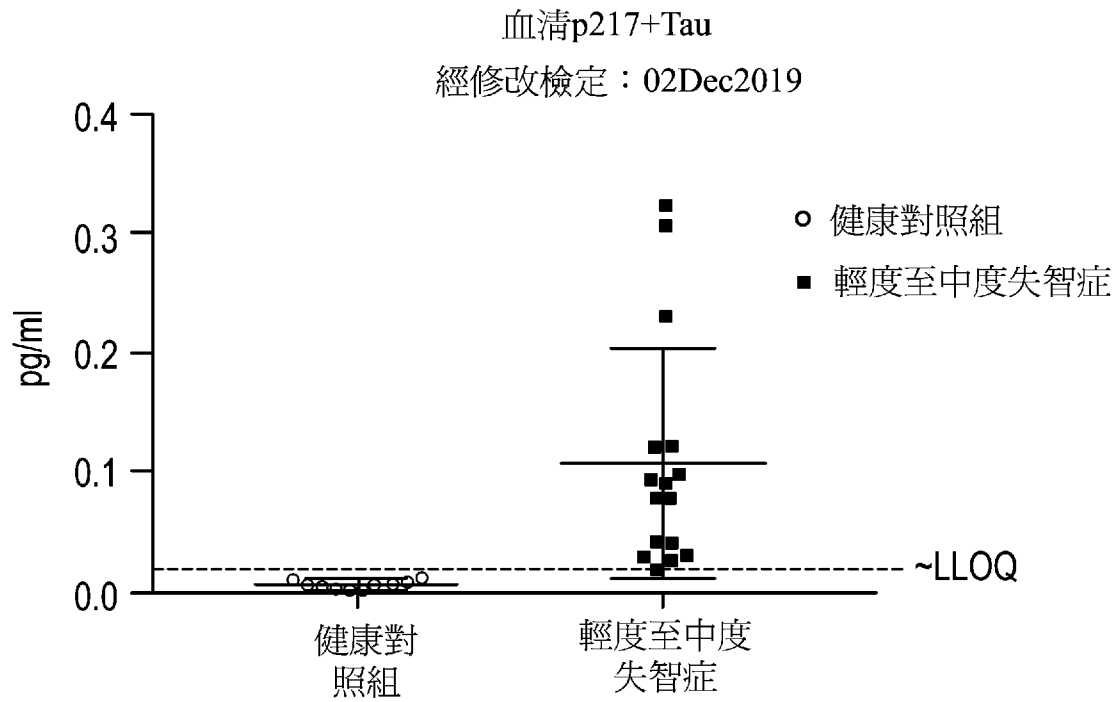 血清p217+Tau
經修改檢定：02Dec2019
0.4
0.3
0.2
0.1
0.0
pg/ml
健康對照組
輕度至中度失智症
~LLOQ
健康對
照組
輕度至中度
失智症